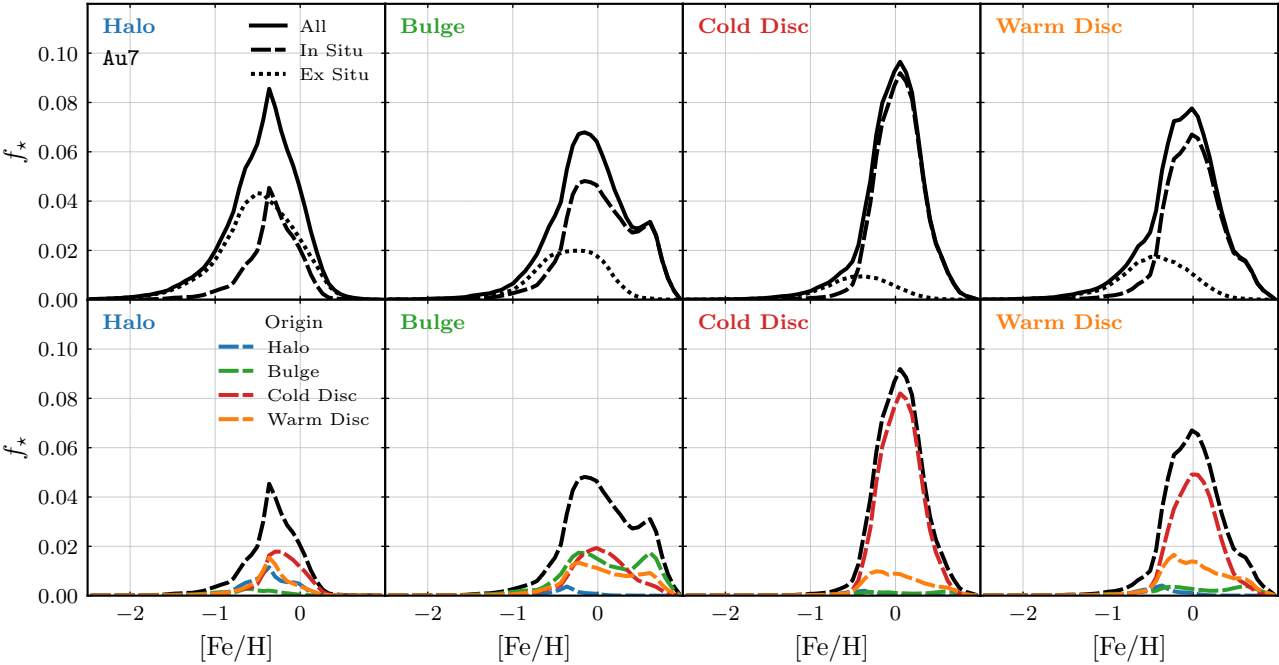 Halo
Au7
All
In Situ
Ex Situ
Bulge
Cold Disc
Warm Disc
0.10
0.08
0.06
0.04
0.02
0.00
f⋆
Halo
Origin
Halo
Bulge
Cold Disc
Warm Disc
Bulge
Cold Disc
Warm Disc
0.10
0.08
0.06
0.04
0.02
0.00
f⋆
−2 −1 0
−2 −1 0
−2 −1 0
−2 −1 0
[Fe/H] [Fe/H] [Fe/H] [Fe/H]